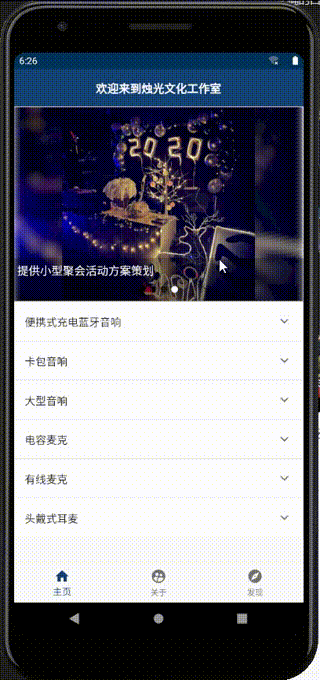 6:26
欢迎来到烛光文化工作室
2020
提供小型聚会活动方案策划
便携式充电蓝牙音响
卡包音响
大型音响
电容麦克
有线麦克
头戴式耳麦
主页
关于
发现